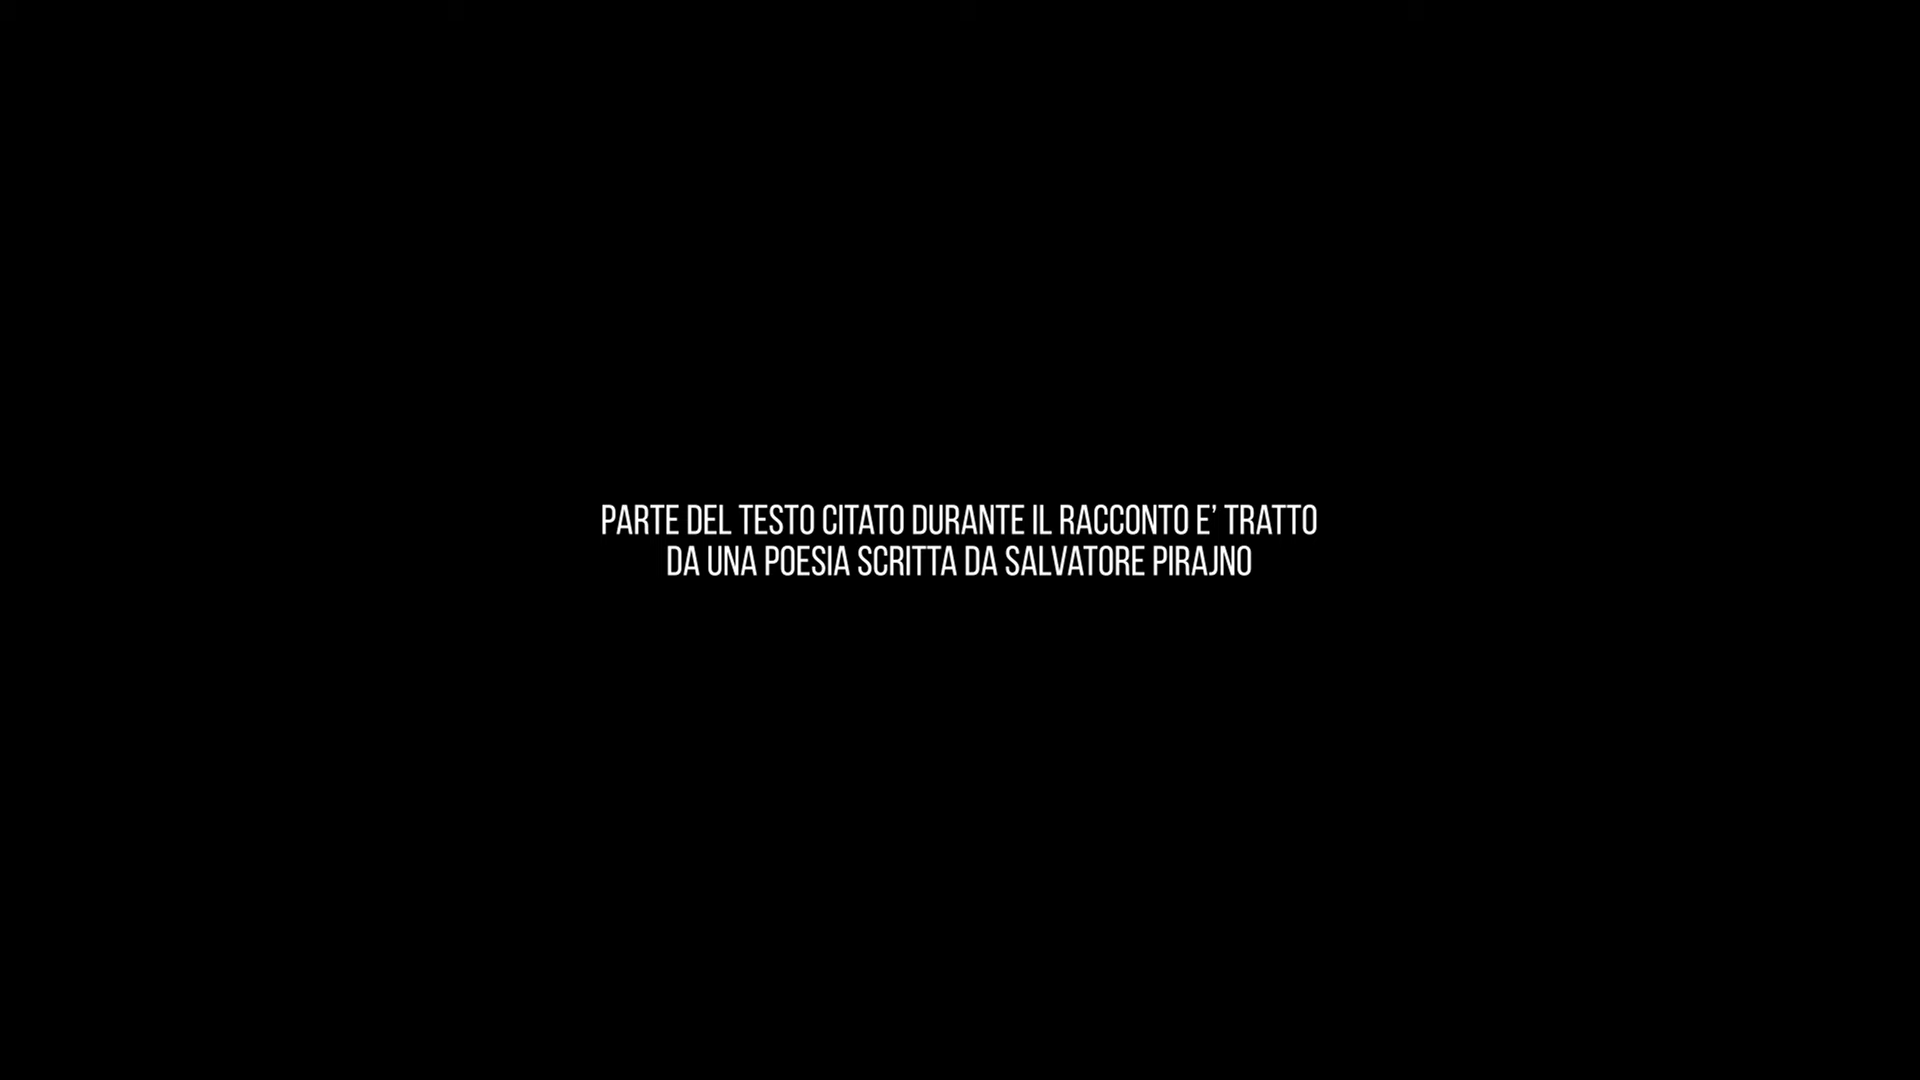 PARTE DEL TESTO CITATO DURANTE IL RACCONTO E’ TRATTO
DA UNA POESIA SCRITTA DA SALVATORE PIRAJNO